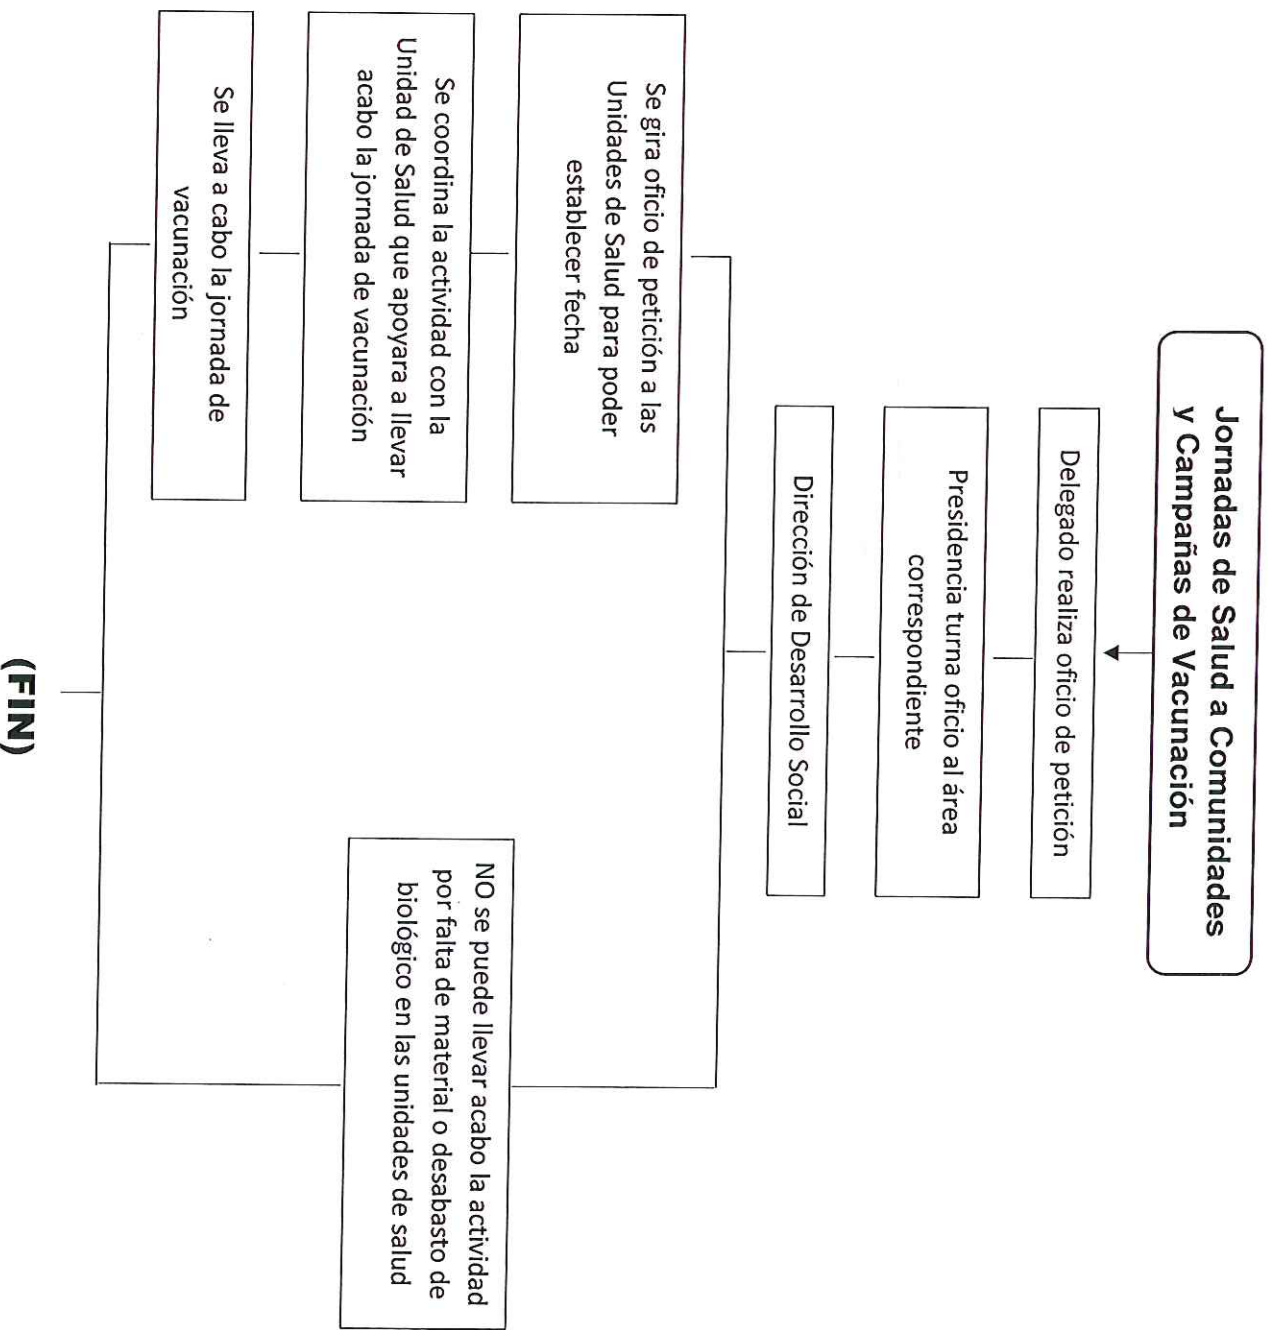 Jornadas de Salud a Comunidades
y Campañas de Vacunación
Delegado realiza oficio de petición
Presidencia turna oficio al área
correspondiente
Dirección de Desarrollo Social
Se gira oficio de petición a las
Unidades de Salud para poder
establecer fecha
Se coordina la actividad con la
Unidad de Salud que apoyara a llevar
acabo la jornada de vacunación
Se lleva a cabo la jornada de
vacunación
NO se puede llevar acabo la actividad
por falta de material o desabasto de
biológico en las unidades de salud
(FIN)